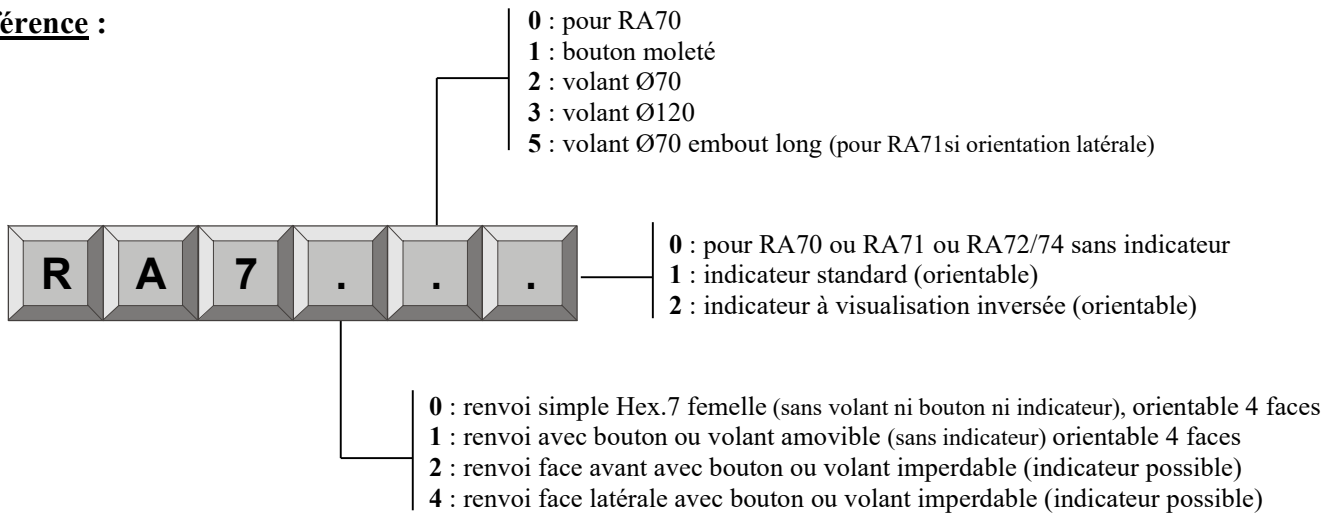 érence :
0 : pour RA70
1 : bouton moleté
2 : volant Ø70
3 : volant Ø120
5 : volant Ø70 embout long (pour RA71si orientation latérale)
R A 7 . . .
0 : pour RA70 ou RA71 ou RA72/74 sans indicateur
1 : indicateur standard (orientable)
2 : indicateur à visualisation inversée (orientable)
0 : renvoi simple Hex.7 femelle (sans volant ni bouton ni indicateur), orientable 4 faces
1 : renvoi avec bouton ou volant amovible (sans indicateur) orientable 4 faces
2 : renvoi face avant avec bouton ou volant imperdable (indicateur possible)
4 : renvoi face latérale avec bouton ou volant imperdable (indicateur possible)